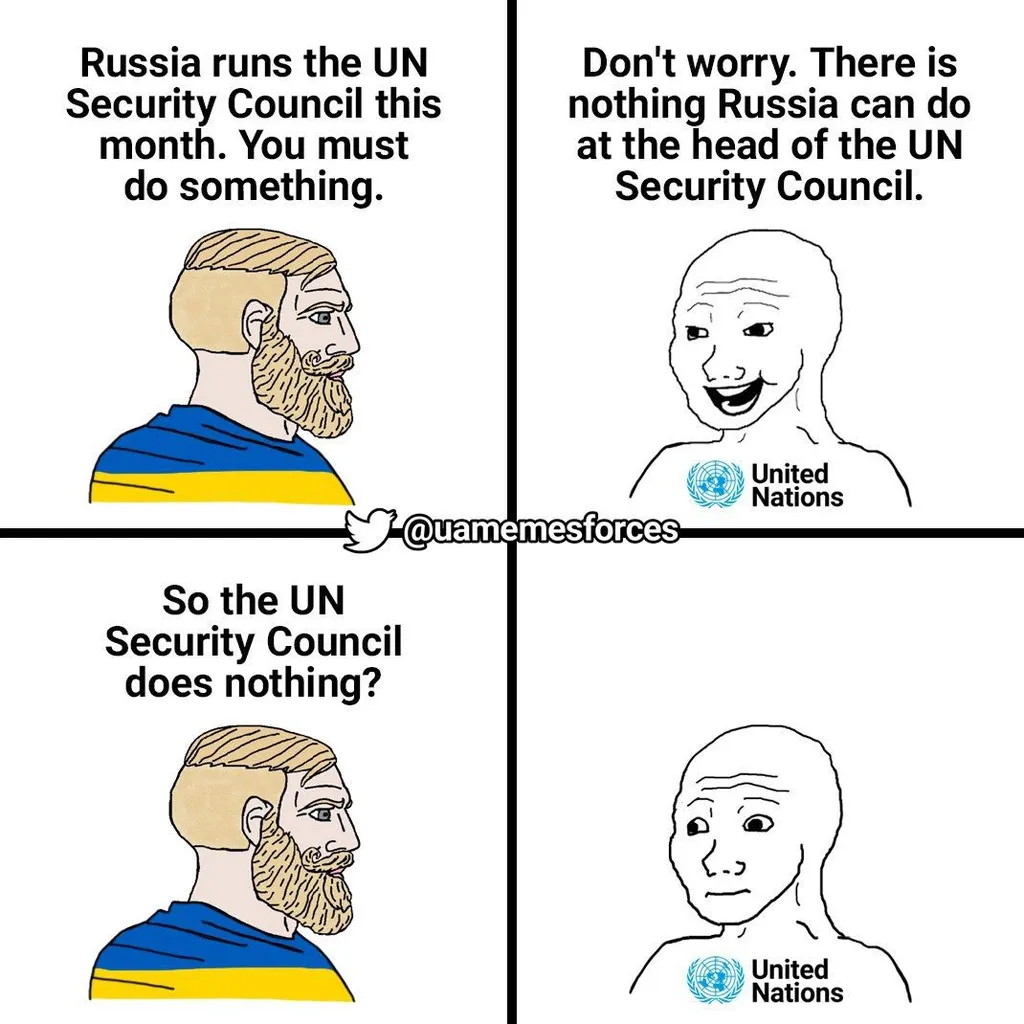 Russia runs the UN
Security Council this
month. You must
do something.
Don't worry. There is
nothing Russia can do
at the head of the UN
Security Council.
United
Nations
@uamemesforces
So the UN
Security Council
does nothing?
United
Nations